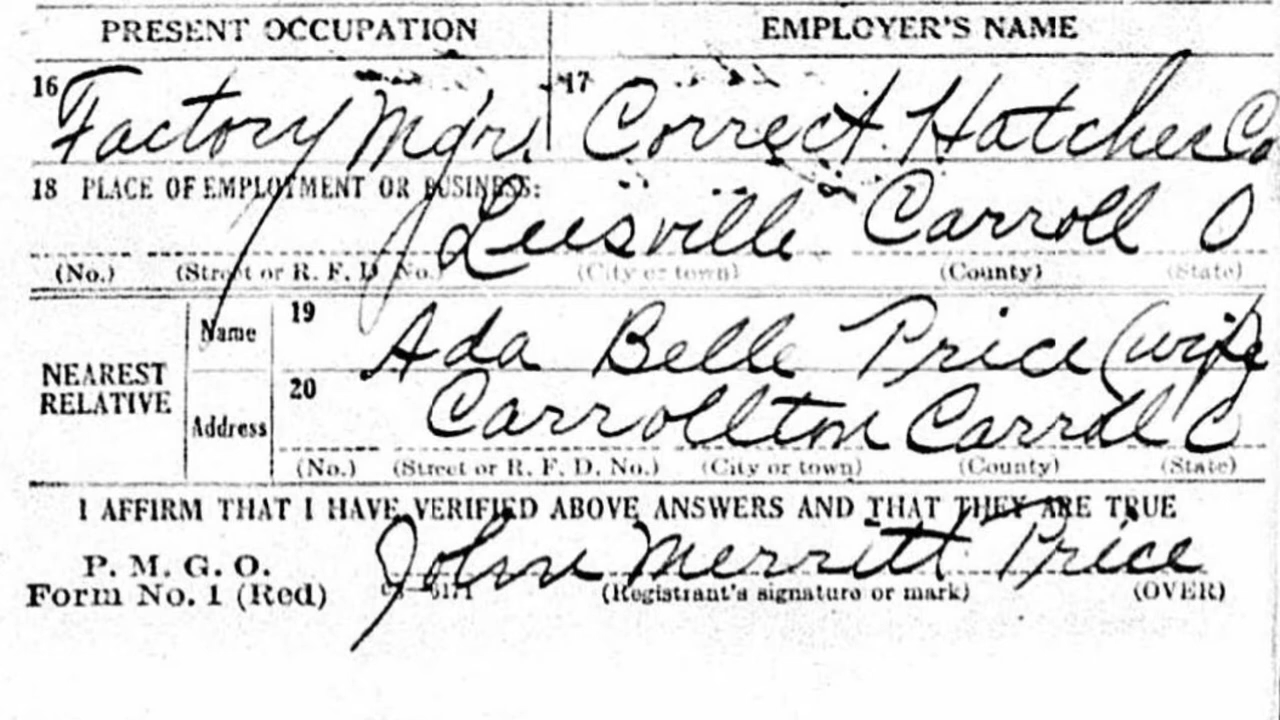 PRESENT OCCUPATION EMPLOYER'S NAME
16 Factory Mgr. 17 Correct Hatcher Co
18 PLACE OF EMPLOYMENT OR BUSINESS:
Leesville Carroll O
(No.) (Street or R. F. D. No.) (City or town) (County) (State)
NEAREST RELATIVE Name 19 Ada Belle Price (wife
Address 20 Carrollton Carroll O
(No.) (Street or R. F. D. No.) (City or town) (County) (State)
I AFFIRM THAT I HAVE VERIFIED ABOVE ANSWERS AND THAT THEY ARE TRUE
P. M. G. O.
Form No. 1 (Red) John Merritt Price
(Registrant's signature or mark) (OVER)